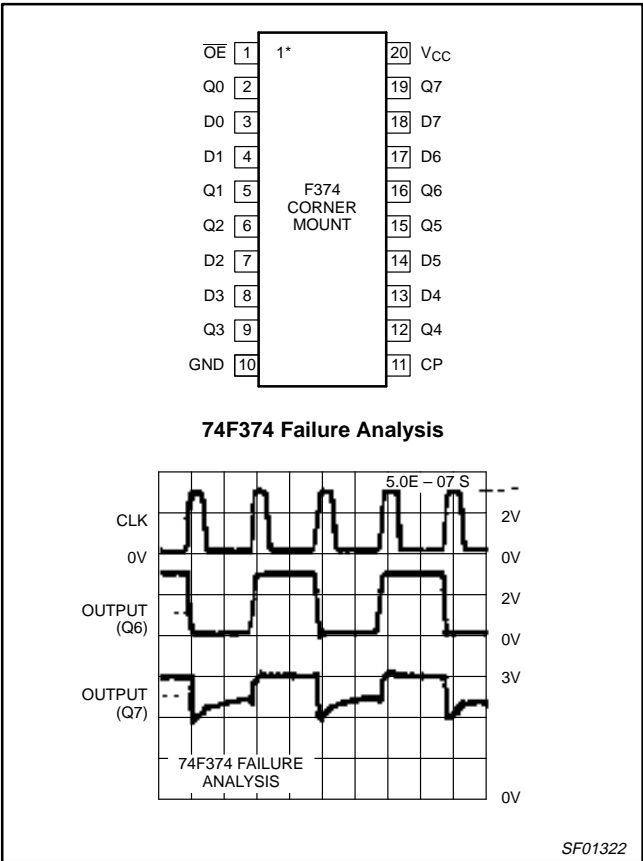 OE 1 1* 20 VCC
Q0 2 19 Q7
D0 3 18 D7
D1 4 17 D6
Q1 5 F374 16 Q6
CORNER
Q2 6 MOUNT 15 Q5
D2 7 14 D5
D3 8 13 D4
Q3 9 12 Q4
GND 10 11 CP
74F374 Failure Analysis
5.0E – 07 S
CLK 2V
0V 0V
2V
OUTPUT
(Q6) 0V
3V
OUTPUT
(Q7)
74F374 FAILURE
ANALYSIS
0V
SF01322